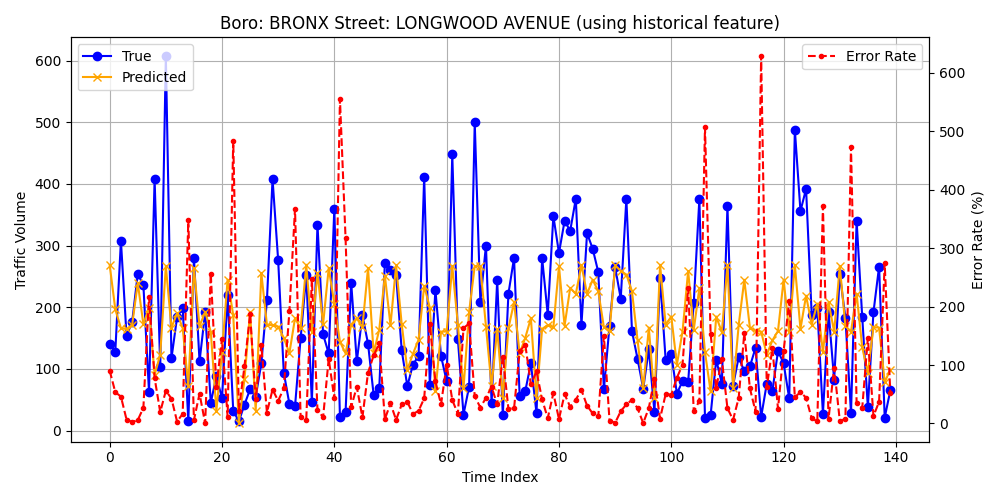 Boro: BRONX Street: LONGWOOD AVENUE (using historical feature)
True
Predicted
Error Rate
Traffic Volume
600
500
400
300
200
100
0
600
500
400
300
200
100
0
Error Rate (%)
0 20 40 60 80 100 120 140
Time Index